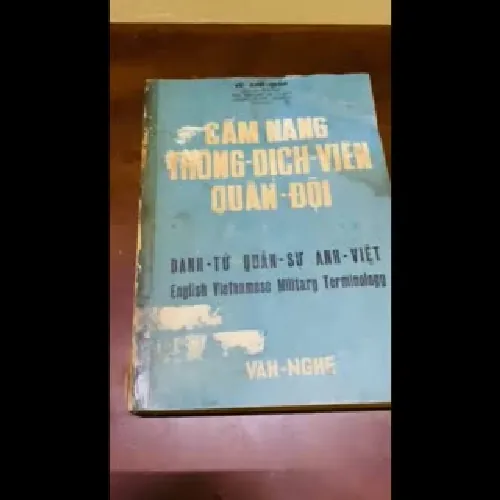 CẨM NANG
THÔNG-DỊCH-VIÊN
QUÂN-ĐỘI
DANH-TỪ QUÂN-SỰ ANH-VIỆT
English Vietnamese Military Terminology
VĂN-NGHỆ